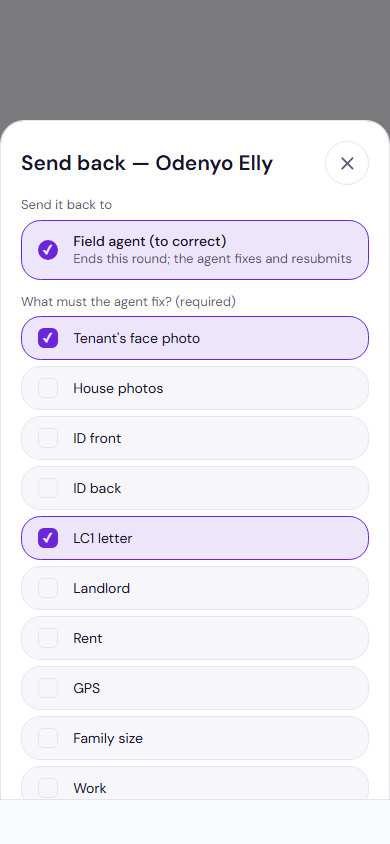 Send back — Odenyo Elly
Send it back to
Field agent (to correct)
Ends this round; the agent fixes and resubmits
What must the agent fix? (required)
Tenant's face photo
House photos
ID front
ID back
LC1 letter
Landlord
Rent
GPS
Family size
Work